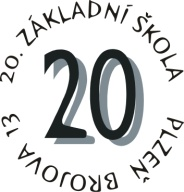 20. ZÁKLADNÍ ŠKOLA
PLZEŇ BROJOVA 13
20